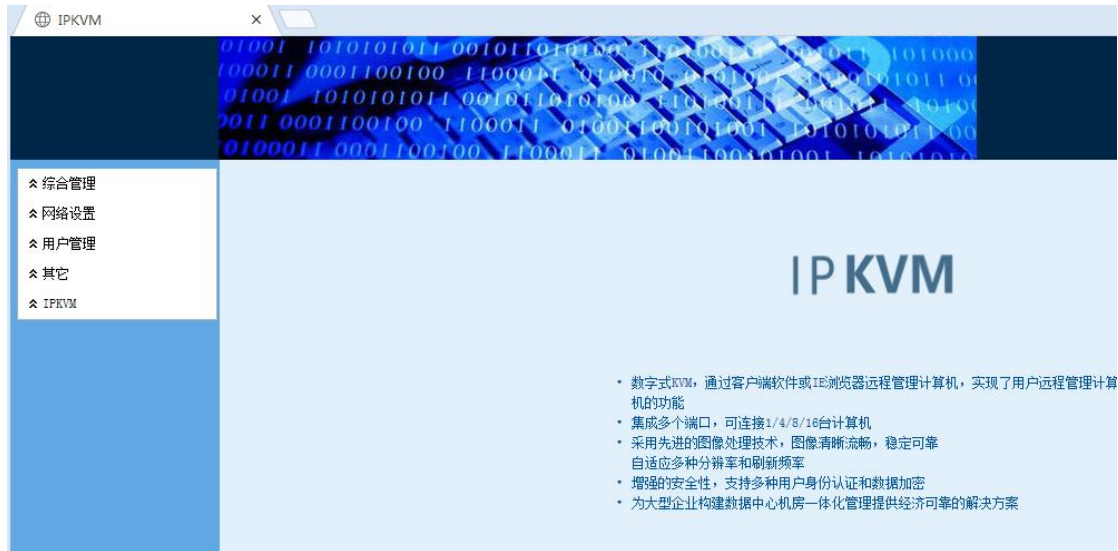 IPKVM
综合管理
网络设置
用户管理
其它
IPKVM
IPKVM
· 数字式KVM，通过客户端软件或IE浏览器远程管理计算机，实现了用户远程管理计算
机的功能
· 集成多个端口，可连接1/4/8/16台计算机
· 采用先进的图像处理技术，图像清晰流畅，稳定可靠
自适应多种分辨率和刷新频率
· 增强的安全性，支持多种用户身份认证和数据加密
· 为大型企业构建数据中心机房一体化管理提供经济可靠的解决方案